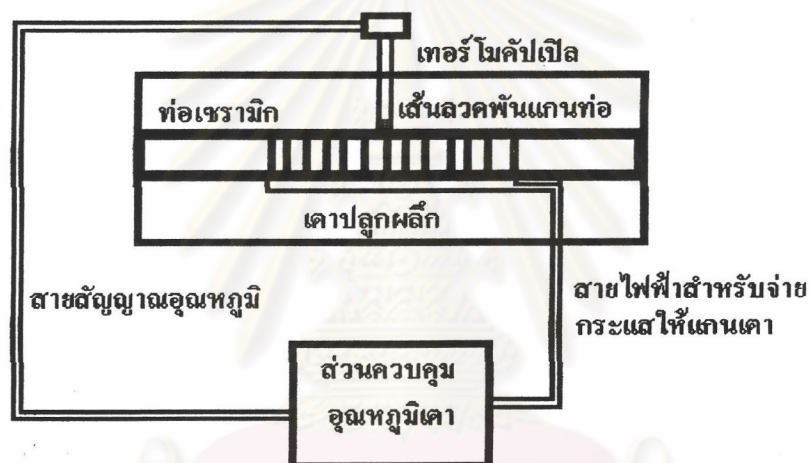 เทอร์โมคัปเปิล
ท่อเซรามิก
เส้นลวดพันแกนท่อ
เตาปลูกผลึก
สายสัญญาณอุณหภูมิ
สายไฟฟ้าสำหรับจ่าย
กระแสให้แกนเตา
ส่วนควบคุม
อุณหภูมิเตา